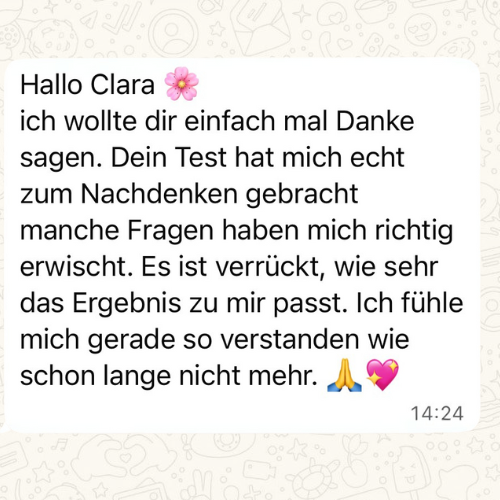 Hallo Clara 🌸
ich wollte dir einfach mal Danke
sagen. Dein Test hat mich echt
zum Nachdenken gebracht
manche Fragen haben mich richtig
erwischt. Es ist verrückt, wie sehr
das Ergebnis zu mir passt. Ich fühle
mich gerade so verstanden wie
schon lange nicht mehr. 🙏💖
14:24